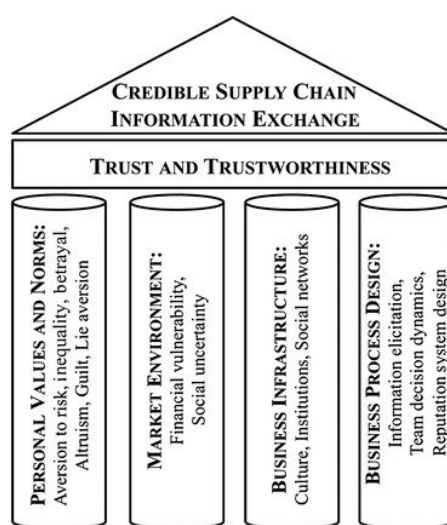 CREDIBLE SUPPLY CHAIN
INFORMATION EXCHANGE
TRUST AND TRUSTWORTHINESS
PERSONAL VALUES AND NORMS:
Aversion to risk, inequality, betrayal,
Altruism, Guilt, Lie aversion
MARKET ENVIRONMENT:
Financial vulnerability,
Social uncertainty
BUSINESS INFRASTRUCTURE:
Culture, Institutions, Social networks
BUSINESS PROCESS DESIGN:
Information elicitation,
Team decision dynamics,
Reputation system design